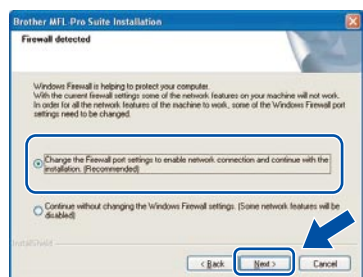 Brother MFL-Pro Suite Installation
Firewall detected
Windows Firewall is helping to protect your computer.
With the current firewall settings some of the network features on your machine will not work.
In order for all the network features of the machine to work, some of the Windows Firewall port
settings need to be changed.
Change the Firewall port settings to enable network connection and continue with the
installation. (Recommended)
Continue without changing the Windows Firewall settings. (Some network features will be
disabled)
InstallShield
< Back
Next >
Cancel